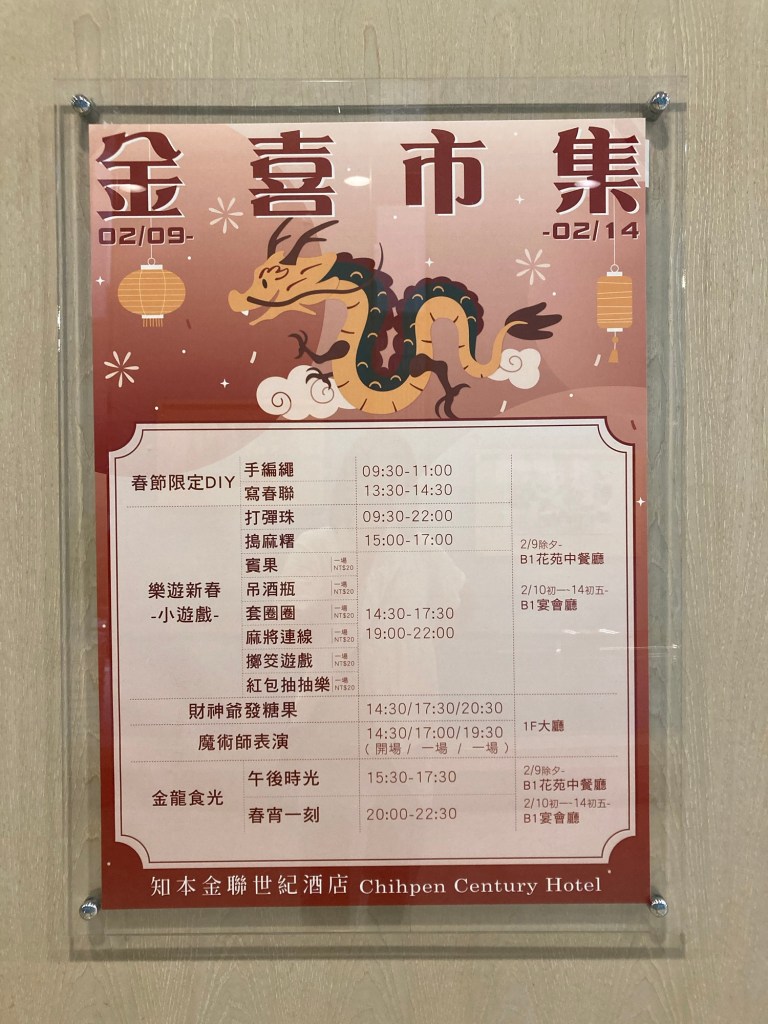 金喜市集
02/09- -02/14
春節限定DIY
手編繩 09:30-11:00
寫春聯 13:30-14:30
樂遊新春
-小遊戲-
打彈珠 09:30-22:00
搗麻糬 15:00-17:00
賓果 一場 NT$20
吊酒瓶 一場 NT$20
套圈圈 一場 NT$20
麻將連線 一場 NT$20
擲筊遊戲 一場 NT$20
紅包抽抽樂 一場 NT$20
14:30-17:30
19:00-22:00
2/9除夕-
B1花苑中餐廳
2/10初一-14初五-
B1宴會廳
財神爺發糖果 14:30/17:30/20:30
魔術師表演 14:30/17:00/19:30
( 開場 / 一場 / 一場 )
1F大廳
金龍食光
午後時光 15:30-17:30
春宵一刻 20:00-22:30
2/9除夕-
B1花苑中餐廳
2/10初一-14初五-
B1宴會廳
知本金聯世紀酒店 Chihpen Century Hotel